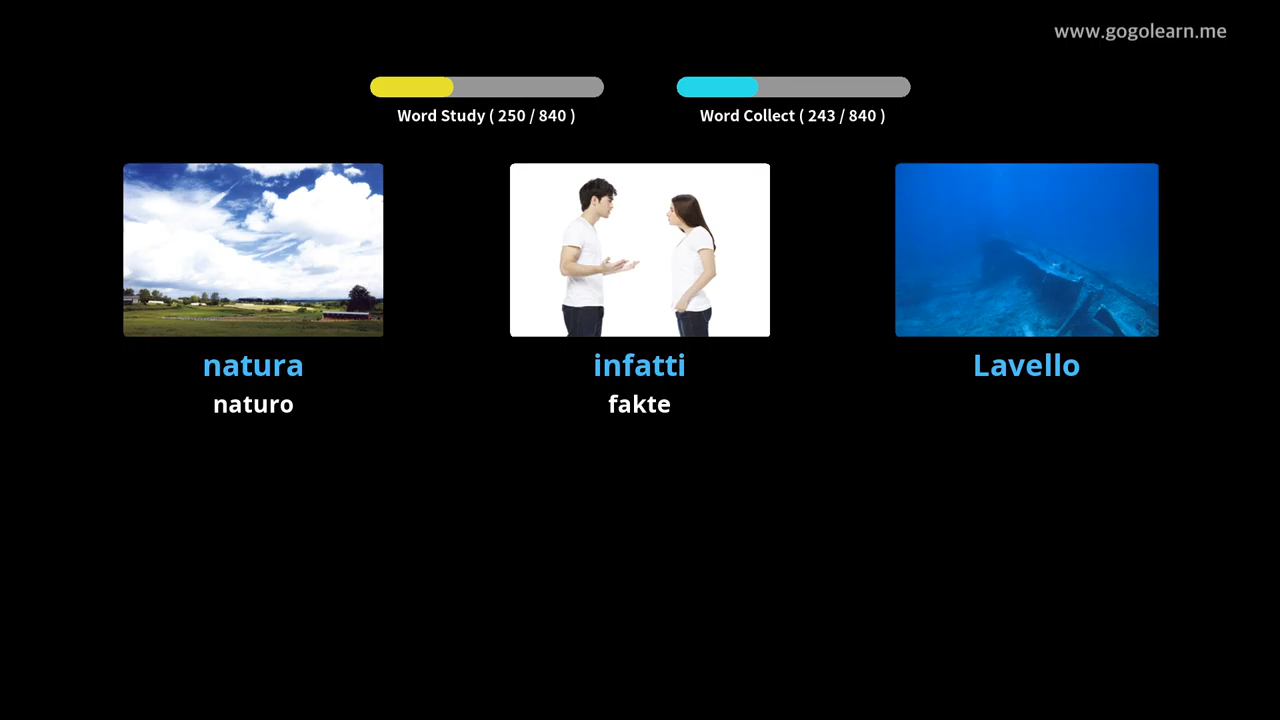 www.gogolearn.me
Word Study ( 250 / 840 )
Word Collect ( 243 / 840 )
natura
infatti
Lavello
naturo
fakte